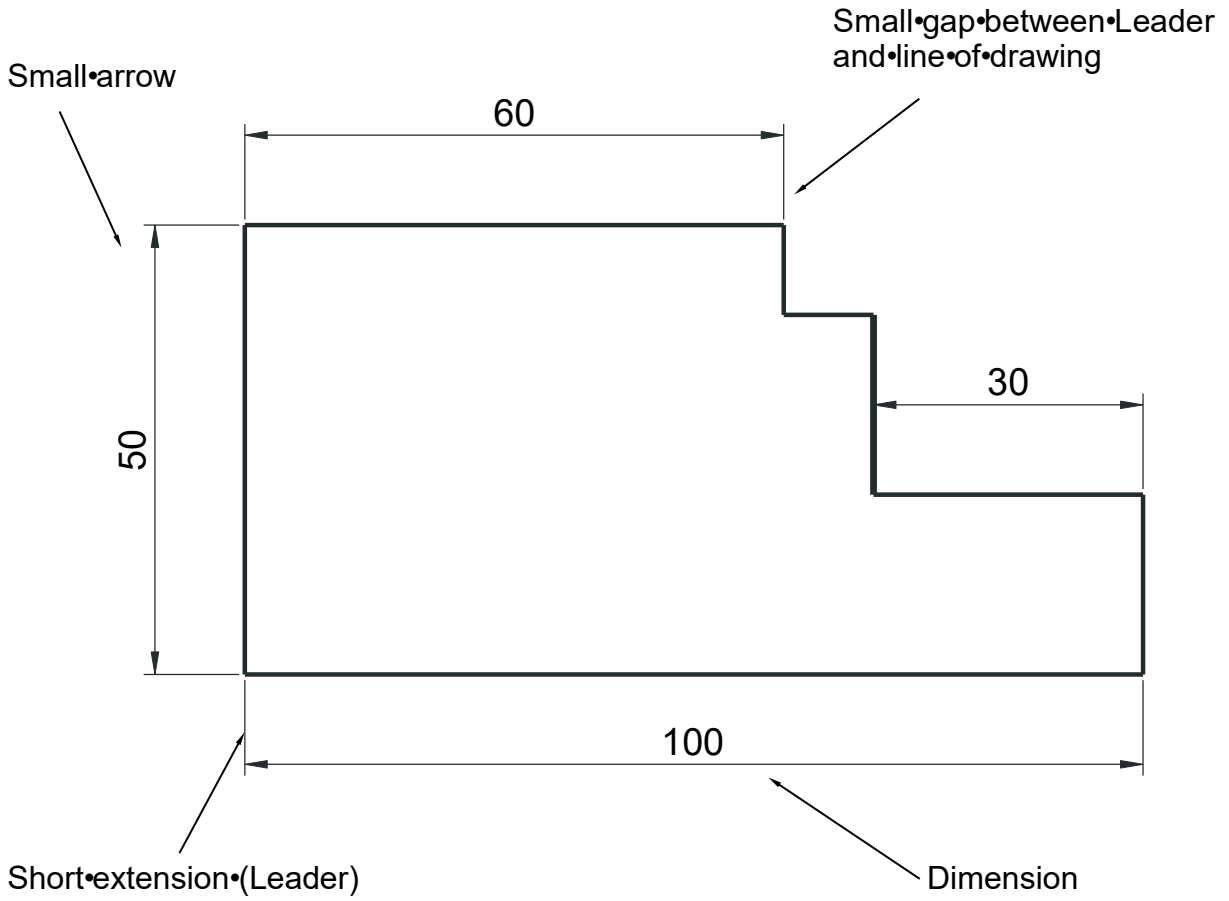 Small•gap•between•Leader
and•line•of•drawing
Small•arrow
60
30
50
100
Short•extension•(Leader)
Dimension